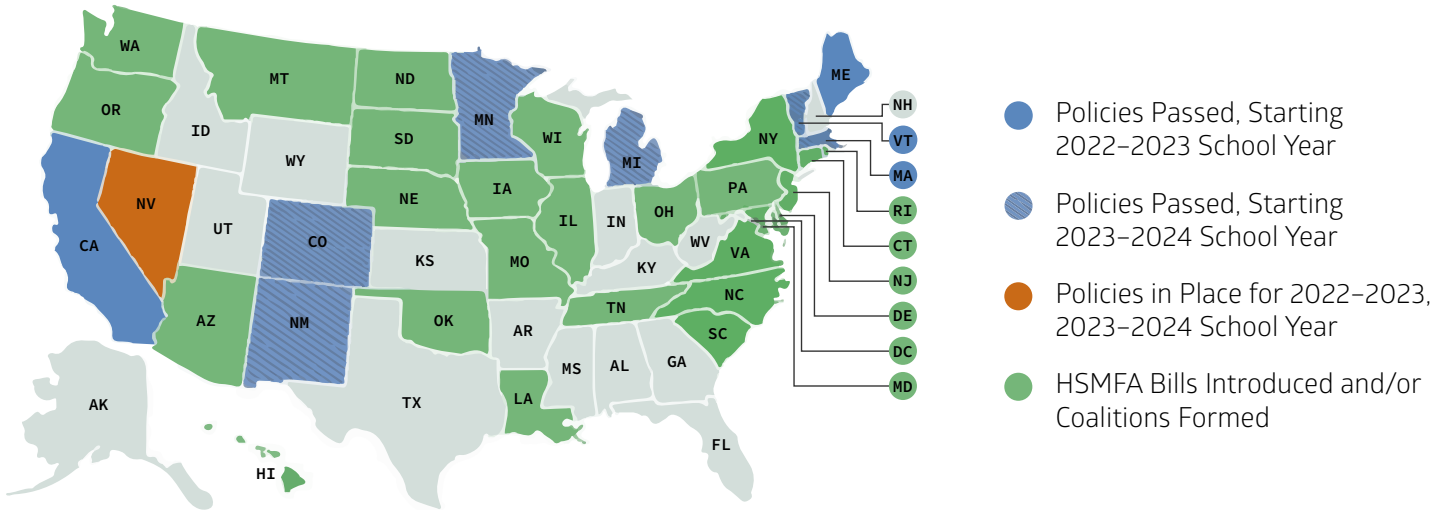 WA
MT
ND
MN
ME
OR
ID
SD
WI
MI
NY
NH
VT
MA
WY
NE
IA
PA
RI
NV
UT
CO
IL
IN
OH
CA
KS
MO
KY
WV
VA
CT
NJ
AZ
NM
OK
AR
TN
NC
SC
DE
DC
MD
TX
LA
MS
AL
GA
FL
AK
HI
Policies Passed, Starting
2022–2023 School Year
Policies Passed, Starting
2023–2024 School Year
Policies in Place for 2022–2023,
2023–2024 School Year
HSMFA Bills Introduced and/or
Coalitions Formed